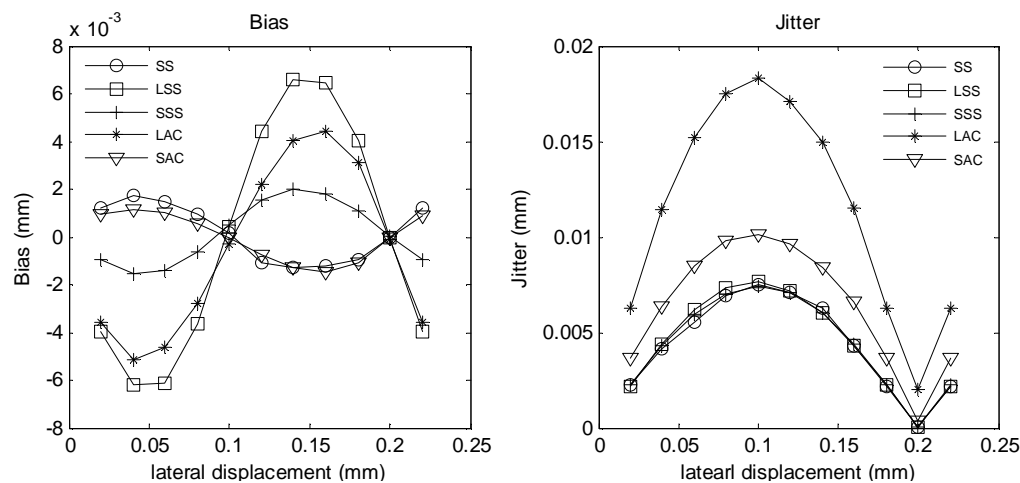 Bias
x 10^-3
8
6
4
2
0
-2
-4
-6
-8
0
0.05
0.1
0.15
0.2
0.25
Bias (mm)
lateral displacement (mm)
SS
LSS
SSS
LAC
SAC
Jitter
0.02
0.015
0.01
0.005
0
0
0.05
0.1
0.15
0.2
0.25
Jitter (mm)
latearl displacement (mm)
SS
LSS
SSS
LAC
SAC